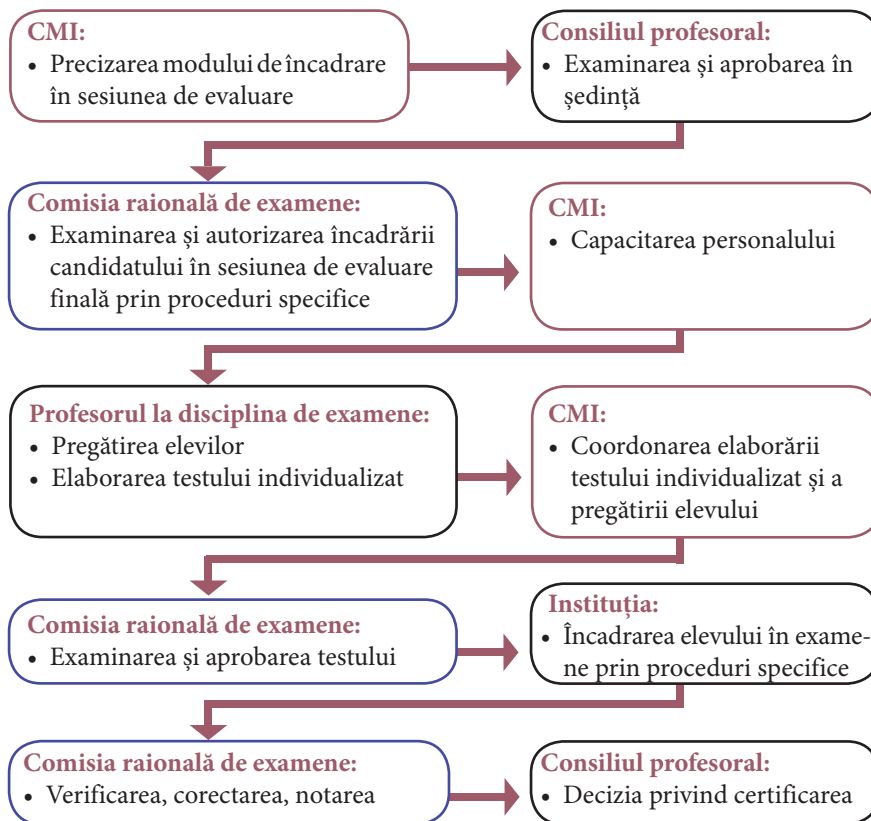 CMI:
• Precizarea modului de încadrare
în sesiunea de evaluare
Consiliul profesoral:
• Examinarea și aprobarea în
ședință
Comisia raională de examene:
• Examinarea și autorizarea încadrării
candidatului în sesiunea de evaluare
finală prin proceduri specifice
CMI:
• Capacitarea personalului
Profesorul la disciplina de examene:
• Pregătirea elevilor
• Elaborarea testului individualizat
CMI:
• Coordonarea elaborării
testului individualizat și a
pregătirii elevului
Comisia raională de examene:
• Examinarea și aprobarea testului
Instituția:
• Încadrarea elevului în exame-
ne prin proceduri specifice
Comisia raională de examene:
• Verificarea, corectarea, notarea
Consiliul profesoral:
• Decizia privind certificarea